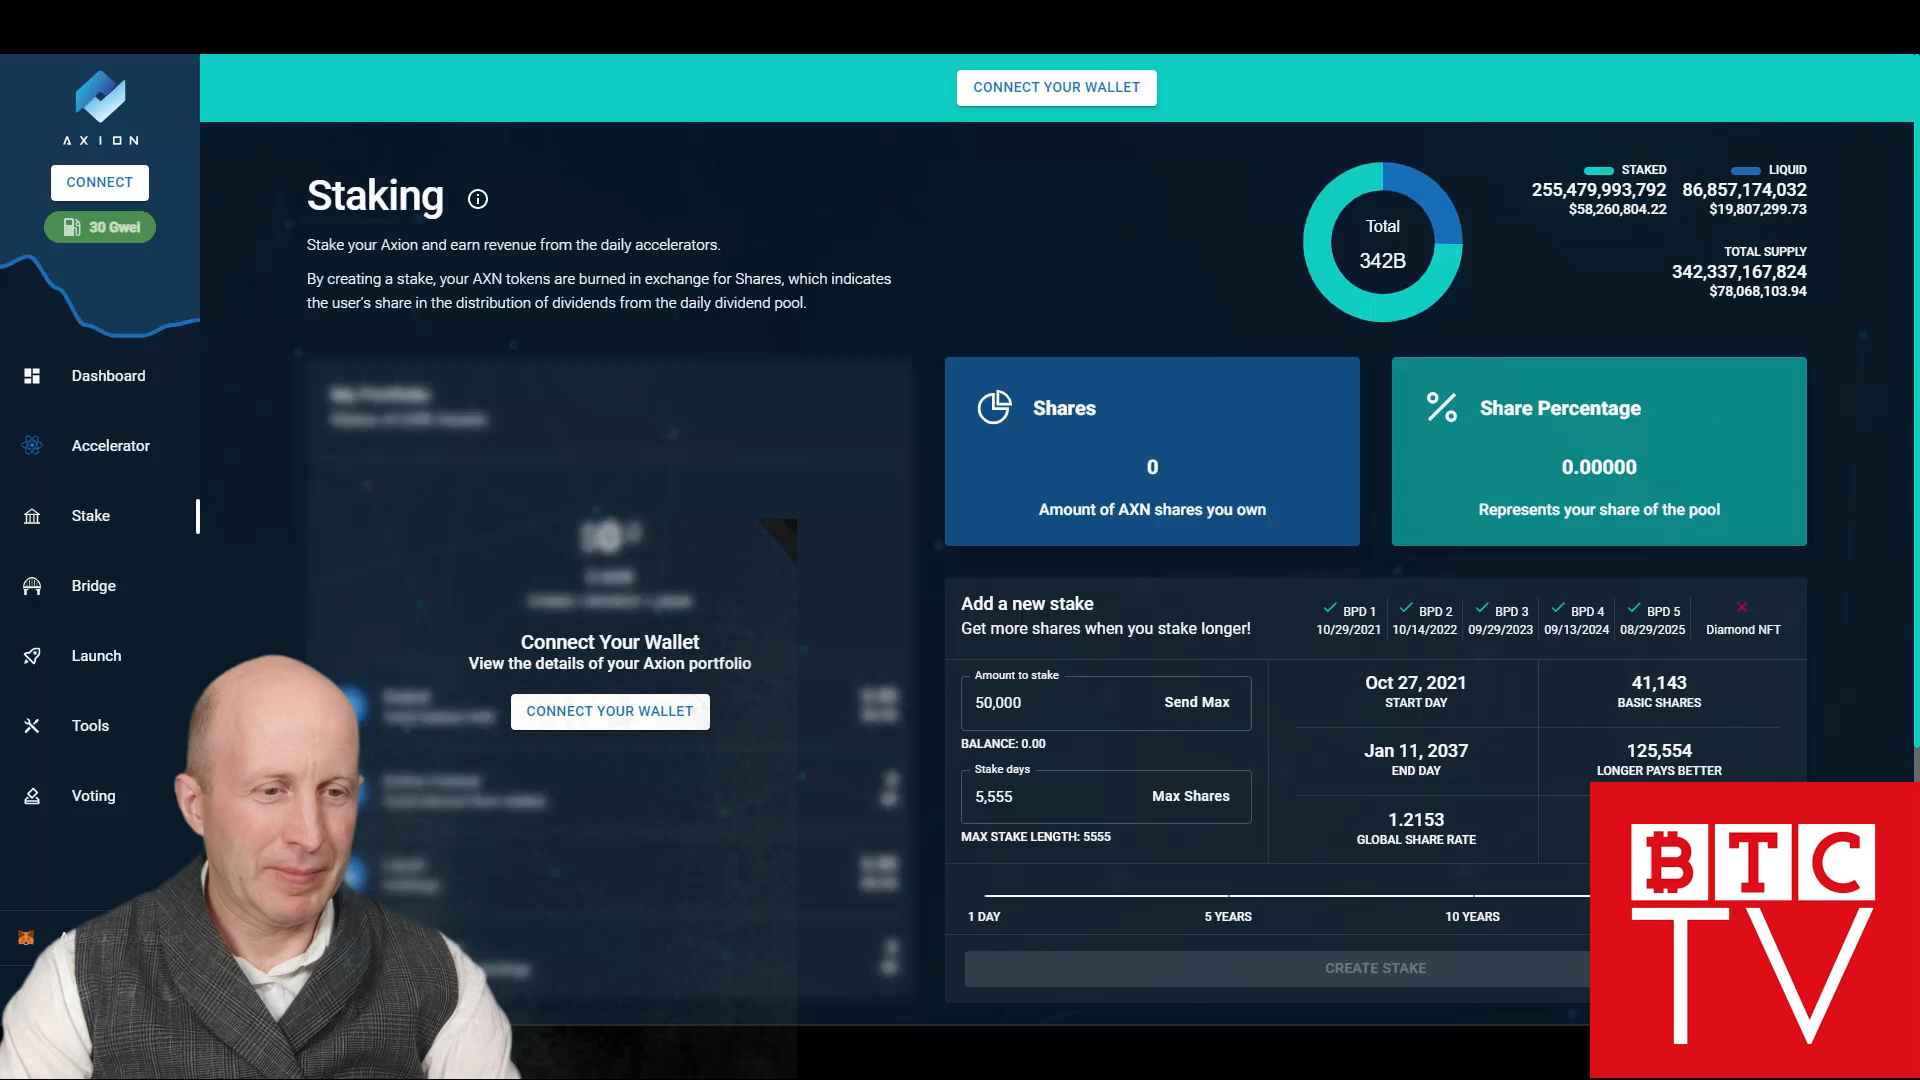 CONNECT YOUR WALLET
AXION
CONNECT
30 Gwei
Dashboard
Accelerator
Stake
Bridge
Launch
Tools
Voting
Staking
Stake your Axion and earn revenue from the daily accelerators.
By creating a stake, your AXN tokens are burned in exchange for Shares, which indicates
the user's share in the distribution of dividends from the daily dividend pool.
Total
342B
STAKED
255,479,993,792
$58,260,804.22
LIQUID
86,857,174,032
$19,807,299.73
TOTAL SUPPLY
342,337,167,824
$78,068,103.94
My Portfolio
Connect Your Wallet
View the details of your Axion portfolio
CONNECT YOUR WALLET
Shares
0
Amount of AXN shares you own
Share Percentage
0.00000
Represents your share of the pool
Add a new stake
Get more shares when you stake longer!
BPD 1
10/29/2021
BPD 2
10/14/2022
BPD 3
09/29/2023
BPD 4
09/13/2024
BPD 5
08/29/2025
Diamond NFT
Amount to stake
50,000
Send Max
BALANCE: 0.00
Stake days
5,555
Max Shares
MAX STAKE LENGTH: 5555
Oct 27, 2021
START DAY
41,143
BASIC SHARES
Jan 11, 2037
END DAY
125,554
LONGER PAYS BETTER
1.2153
GLOBAL SHARE RATE
1 DAY
5 YEARS
10 YEARS
CREATE STAKE
BTC
TV